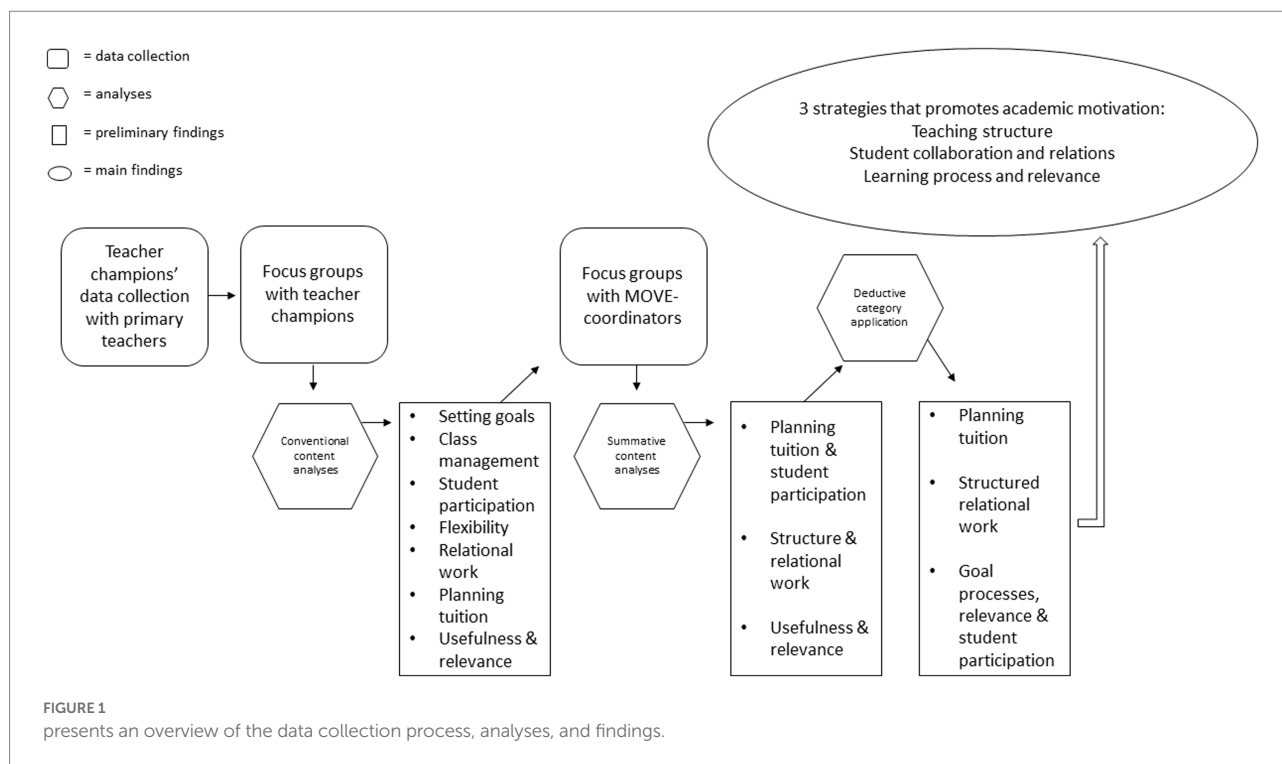 = data collection
= analyses
= preliminary findings
= main findings
3 strategies that promotes academic motivation:
Teaching structure
Student collaboration and relations
Learning process and relevance
Teacher
champions’
data collection
with primary
teachers
Focus groups
with teacher
champions
Focus groups
with MOVE-
coordinators
Deductive
category
application
Conventional
content
analyses
• Setting goals
• Class
management
• Student
participation
• Flexibility
• Relational
work
• Planning
tuition
• Usefulness &
relevance
Summative
content analyses
• Planning
tuition &
student
participation
• Structure &
relational
work
• Usefulness &
relevance
• Planning
tuition
• Structured
relational
work
• Goal
processes,
relevance &
student
participation
FIGURE 1
presents an overview of the data collection process, analyses, and findings.